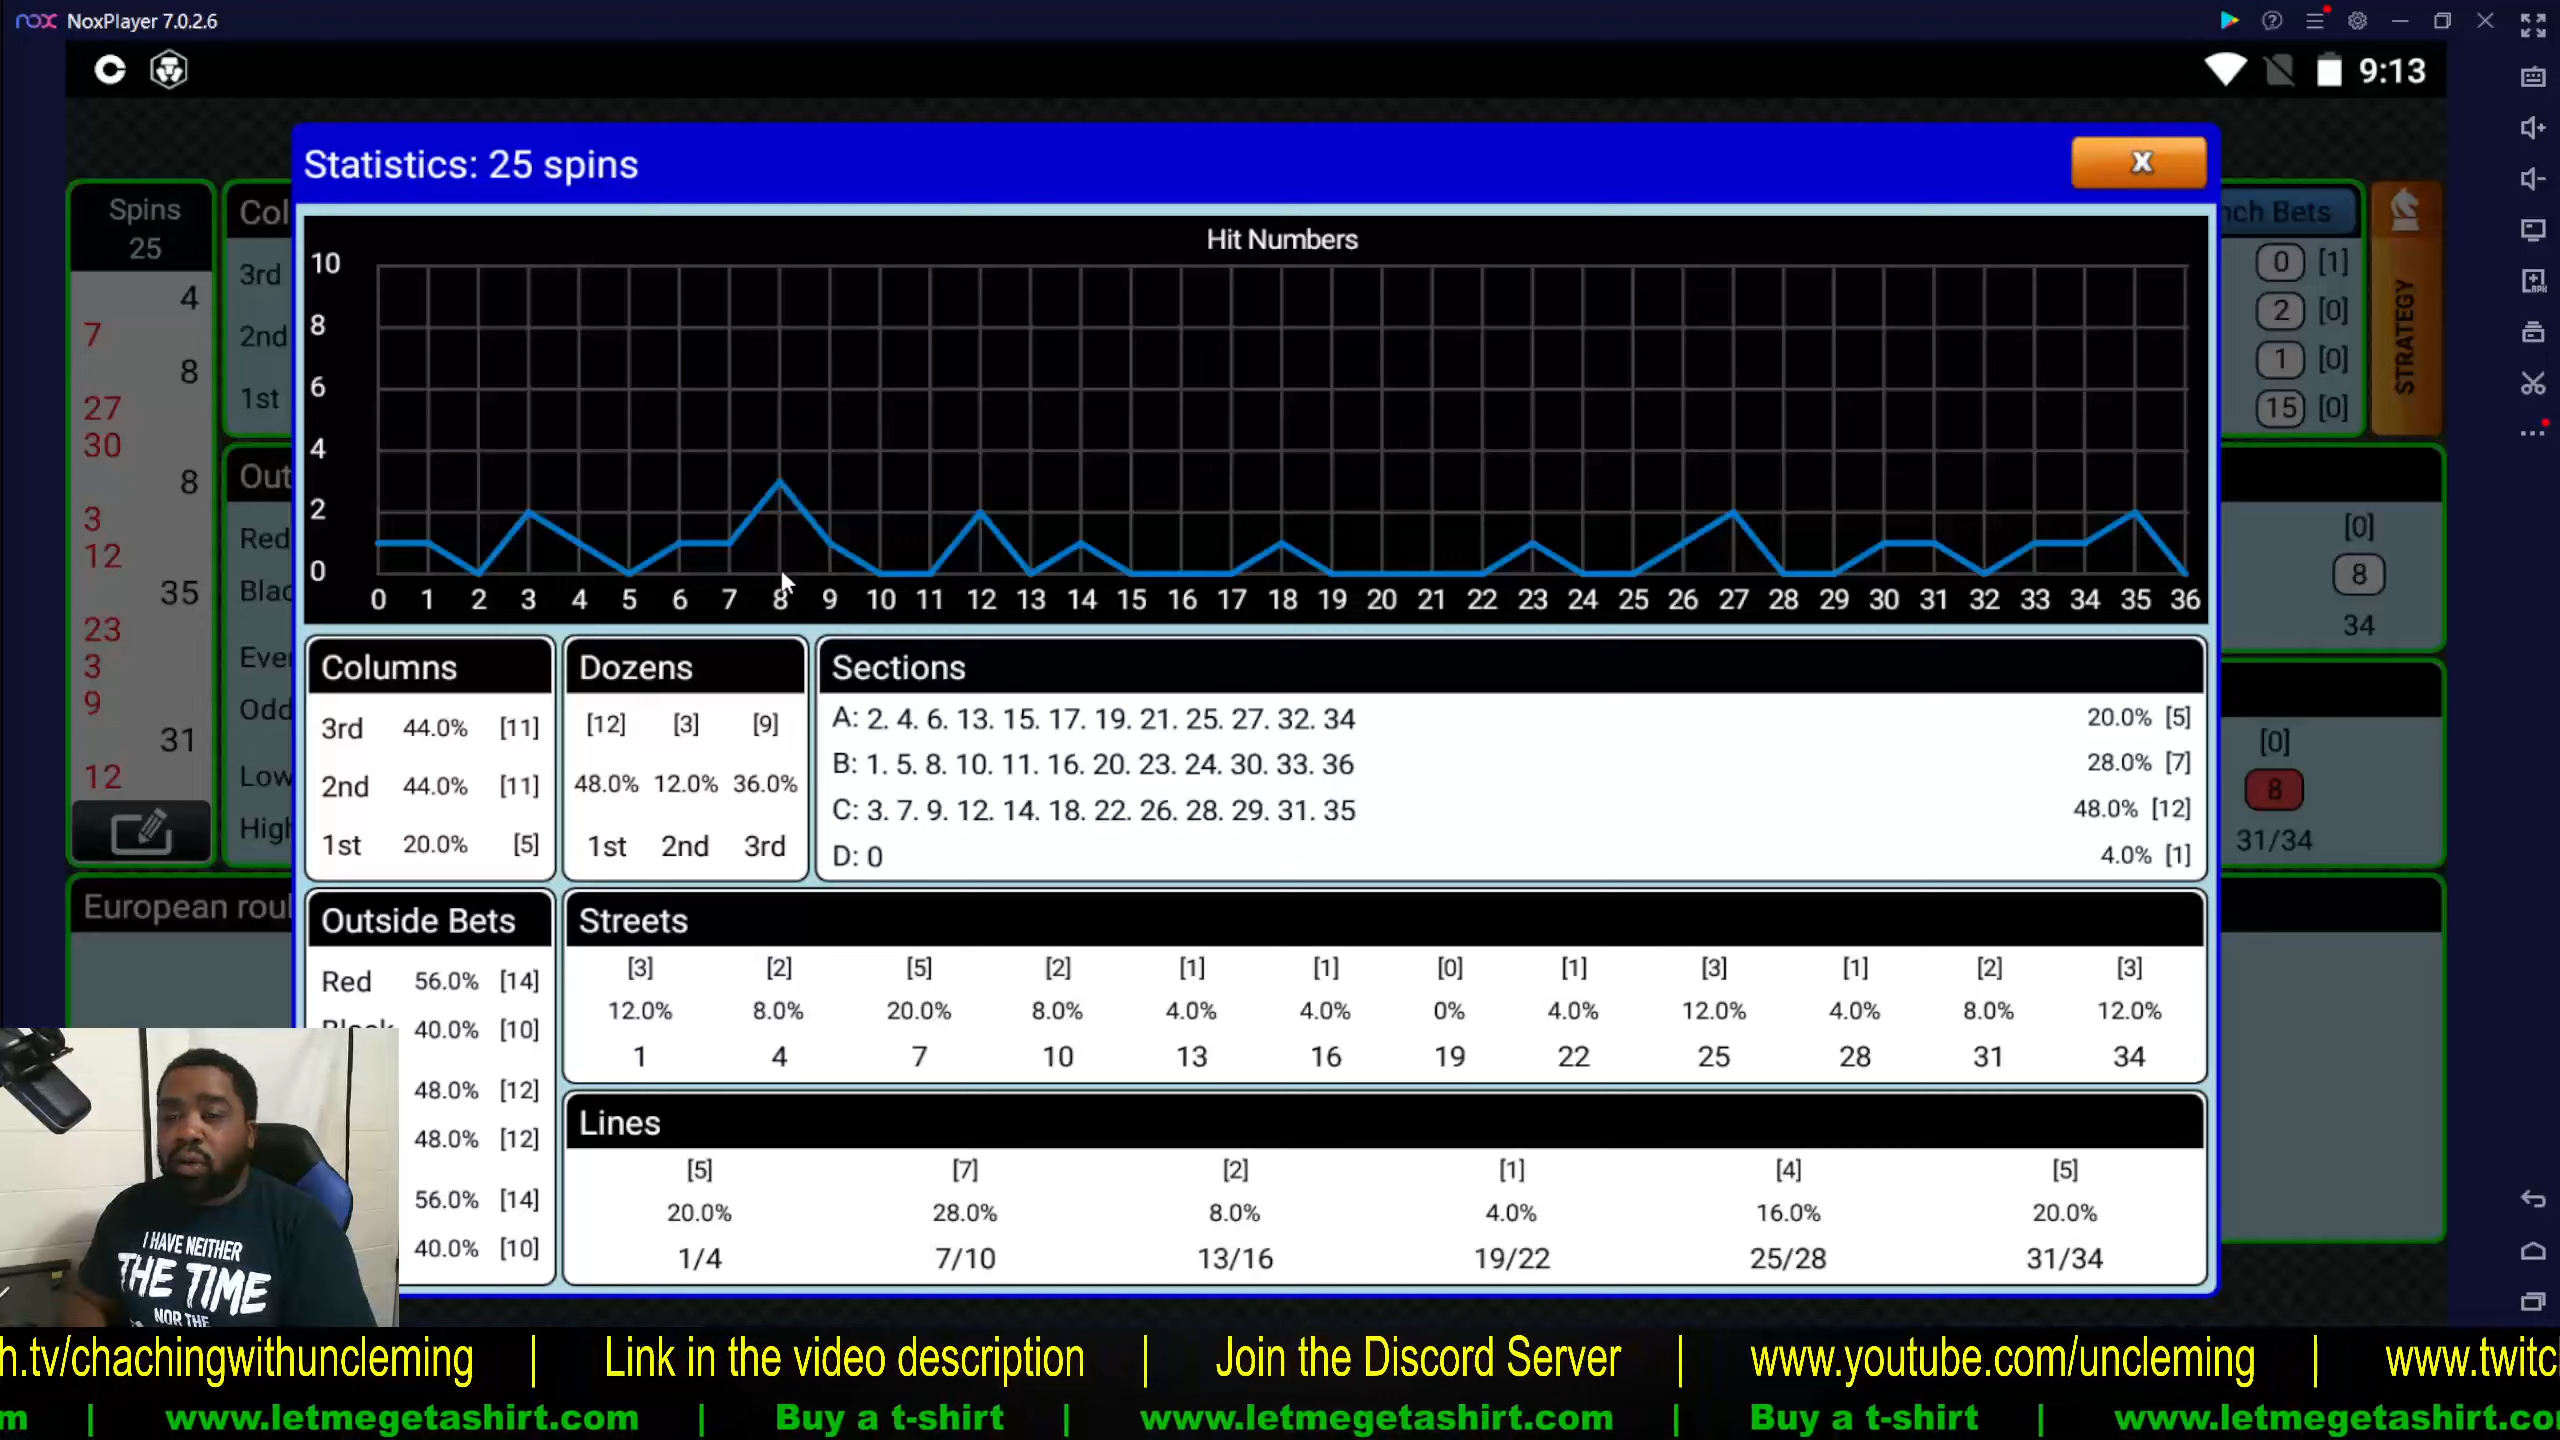 nox NoxPlayer 7.0.2.6
9:13
Statistics: 25 spins
X
Spins
25
4
7
8
27
30
8
3
12
35
23
3
9
31
12
Col
3rd
2nd
1st
Out
Red
Blac
Even
Odd
Low
High
European roul
nch Bets
0 [1]
2 [0]
1 [0]
15 [0]
STRATEGY
[0]
8
34
[0]
8
31/34
Hit Numbers
10
8
6
4
2
0
0 1 2 3 4 5 6 7 8 9 10 11 12 13 14 15 16 17 18 19 20 21 22 23 24 25 26 27 28 29 30 31 32 33 34 35 36
Columns
3rd 44.0% [11]
2nd 44.0% [11]
1st 20.0% [5]
Dozens
[12] [3] [9]
48.0% 12.0% 36.0%
1st 2nd 3rd
Sections
A: 2. 4. 6. 13. 15. 17. 19. 21. 25. 27. 32. 34 20.0% [5]
B: 1. 5. 8. 10. 11. 16. 20. 23. 24. 30. 33. 36 28.0% [7]
C: 3. 7. 9. 12. 14. 18. 22. 26. 28. 29. 31. 35 48.0% [12]
D: 0 4.0% [1]
Outside Bets
Red 56.0% [14]
Black 40.0% [10]
48.0% [12]
48.0% [12]
56.0% [14]
40.0% [10]
Streets
[3] [2] [5] [2] [1] [1] [0] [1] [3] [1] [2] [3]
12.0% 8.0% 20.0% 8.0% 4.0% 4.0% 0% 4.0% 12.0% 4.0% 8.0% 12.0%
1 4 7 10 13 16 19 22 25 28 31 34
Lines
[5] [7] [2] [1] [4] [5]
20.0% 28.0% 8.0% 4.0% 16.0% 20.0%
1/4 7/10 13/16 19/22 25/28 31/34
I HAVE NEITHER
THE TIME
NOR THE
h.tv/chachingwithuncleming | Link in the video description | Join the Discord Server | www.youtube.com/uncleming | www.twitc
m | www.letmegetashirt.com | Buy a t-shirt | www.letmegetashirt.com | Buy a t-shirt | www.letmegetashirt.co